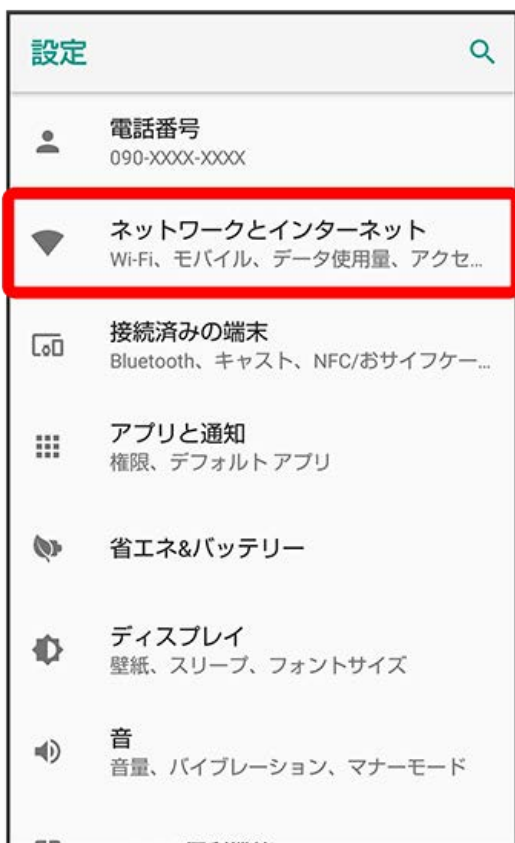 設定
電話番号
090-XXXX-XXXX
ネットワークとインターネット
Wi-Fi、モバイル、データ使用量、アクセ...
接続済みの端末
Bluetooth、キャスト、NFC/おサイフケー...
アプリと通知
権限、デフォルト アプリ
省エネ&バッテリー
ディスプレイ
壁紙、スリープ、フォントサイズ
音
音量、バイブレーション、マナーモード